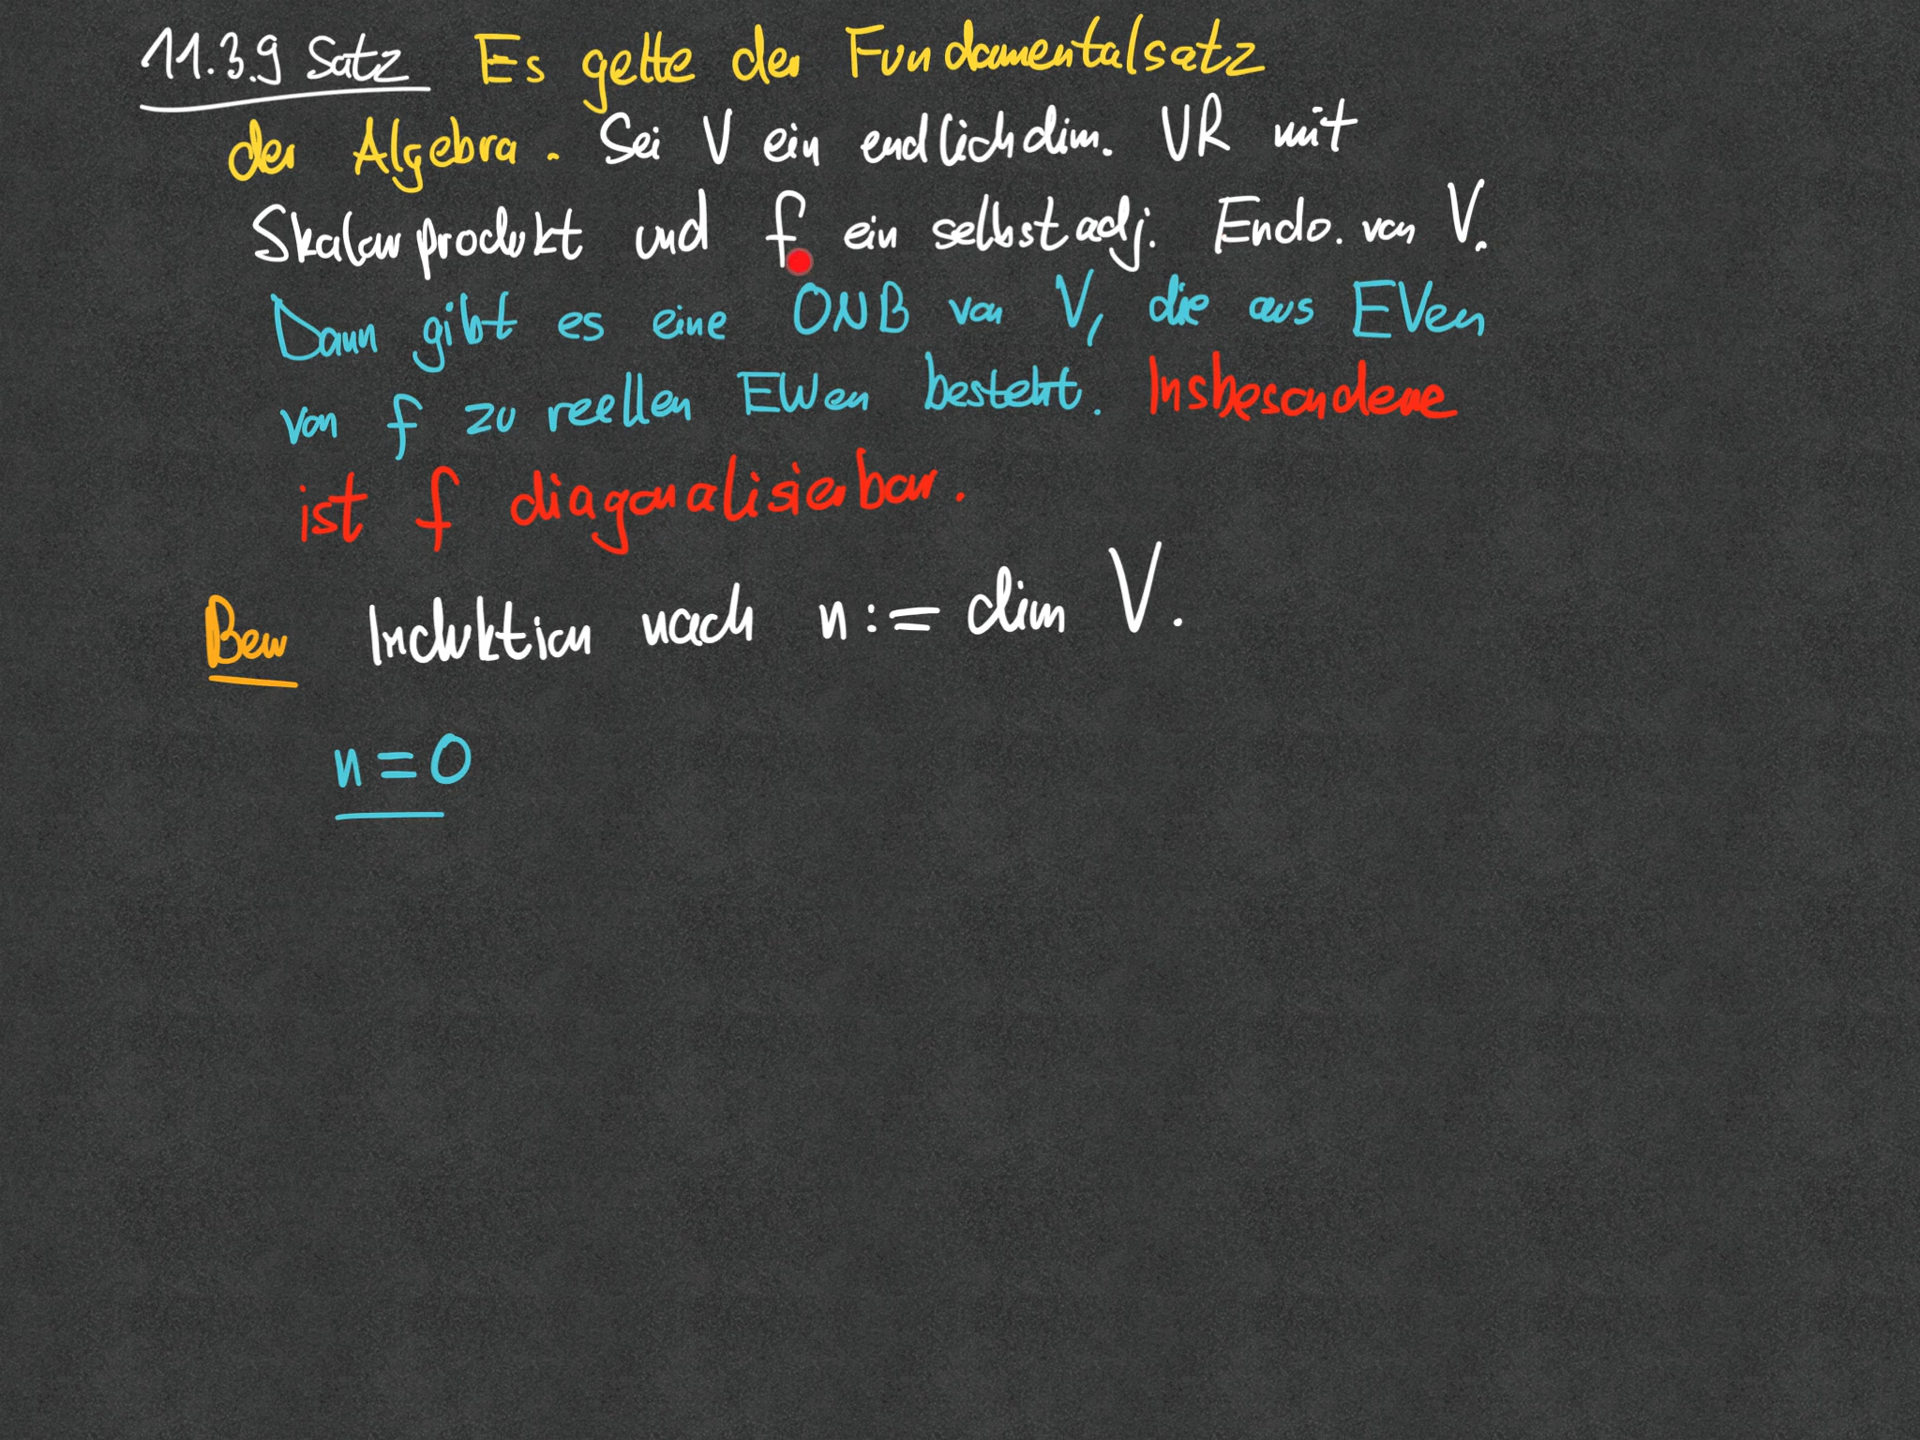 11.3.9 Satz Es gelte der Fundamentalsatz
der Algebra. Sei V ein endlichdim. VR mit
Skalarprodukt und f ein selbstadj. Endo. von V.
Dann gibt es eine ONB von V, die aus EVen
von f zu reellen EWen besteht. Insbesondere
ist f diagonalisierbar.
Bew Induktion nach n := dim V.
n = 0